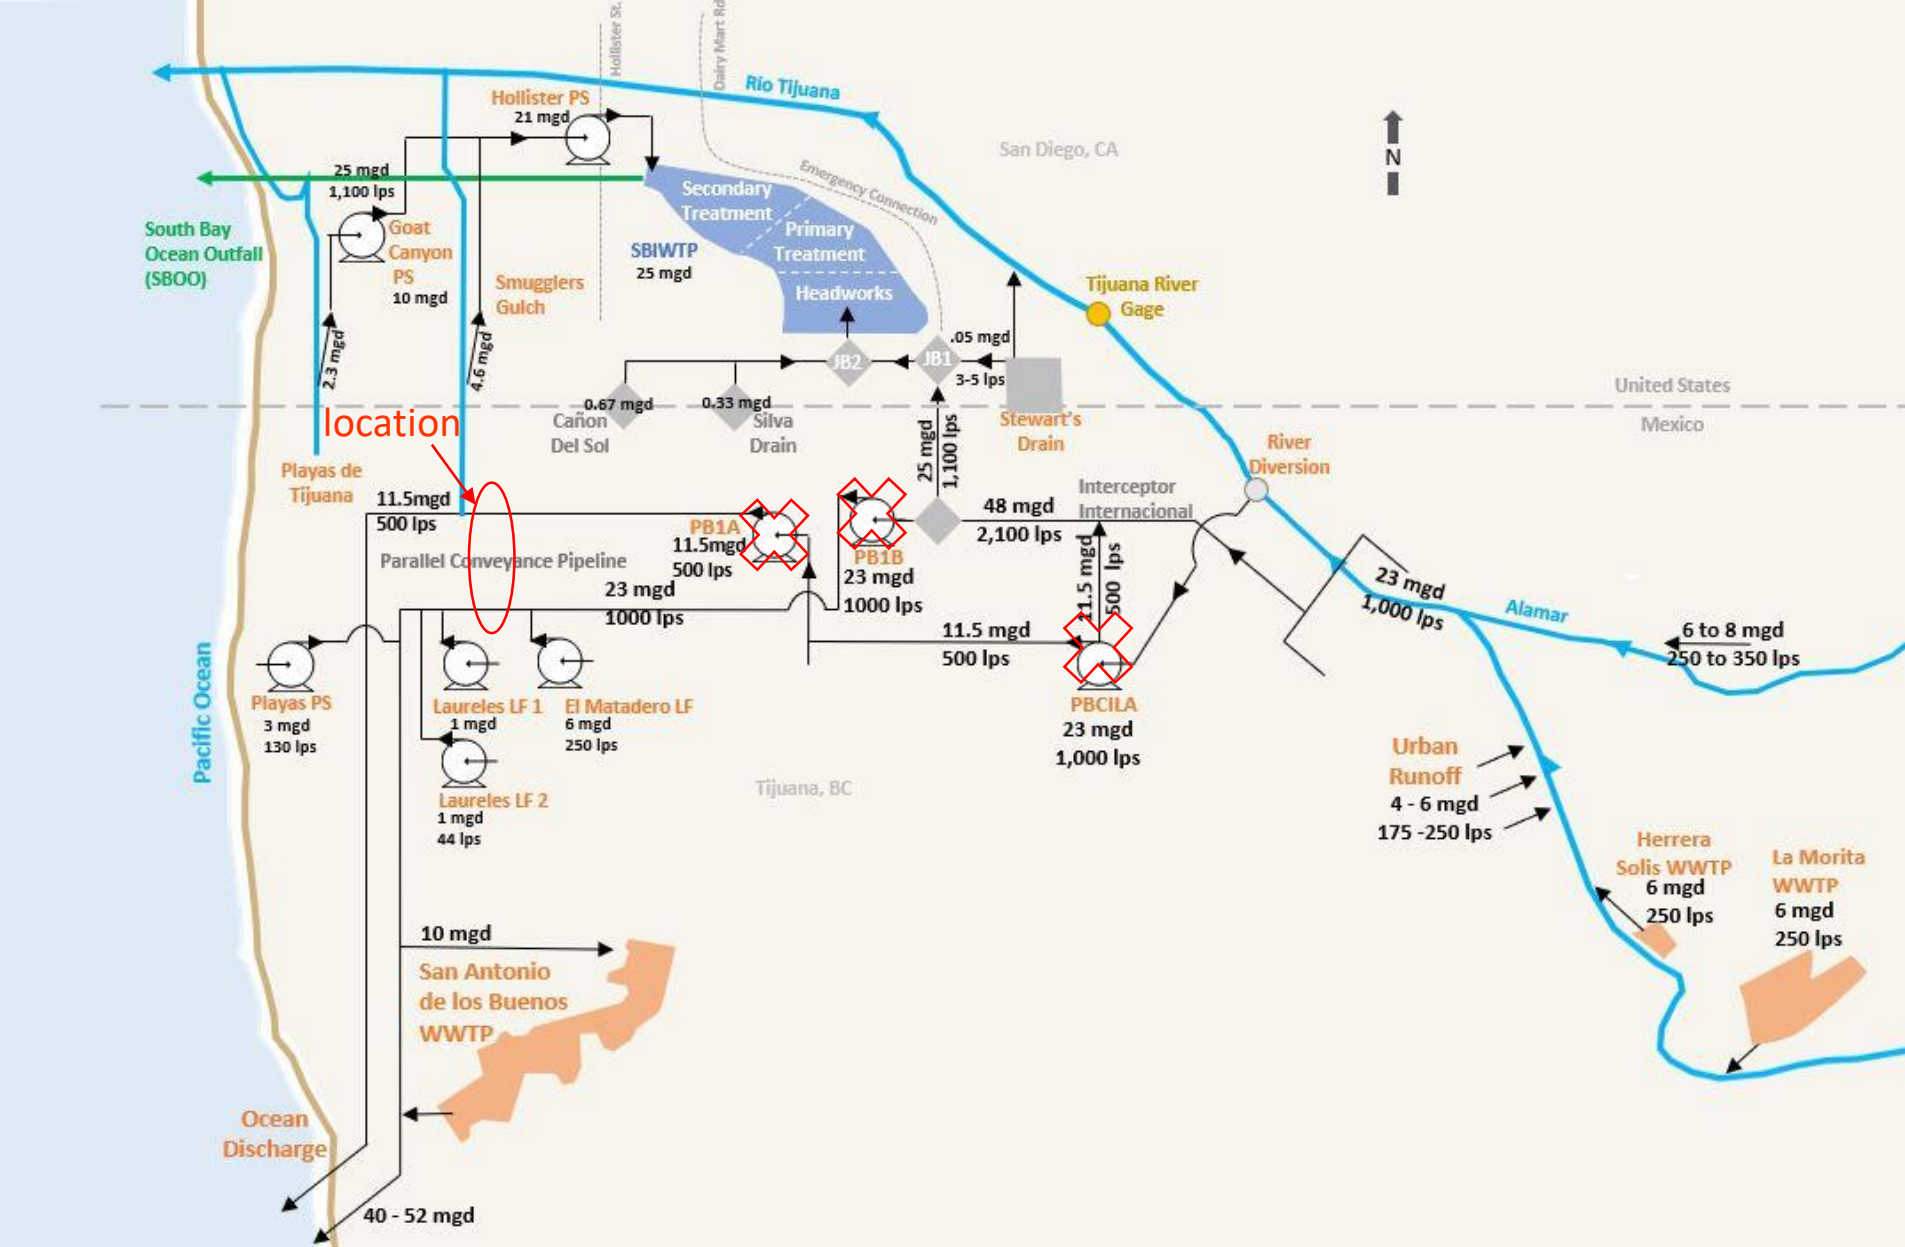 Hollister St.
Dairy Mart Rd
Rio Tijuana
Hollister PS
21 mgd
San Diego, CA
N
Emergency Connection
25 mgd
1,100 lps
Secondary
Treatment
Primary
Treatment
Headworks
SBIWTP
25 mgd
South Bay
Ocean Outfall
(SBOO)
Goat
Canyon
PS
10 mgd
Smugglers
Gulch
2.3 mgd
4.6 mgd
Tijuana River
Gage
JB2
JB1
.05 mgd
3-5 lps
0.67 mgd
0.33 mgd
Cañon
Del Sol
Silva
Drain
Stewart's
Drain
United States
Mexico
location
River
Diversion
Playas de
Tijuana
11.5mgd
500 lps
25 mgd
1,100 lps
Interceptor
Internacional
48 mgd
2,100 lps
PB1A
11.5mgd
500 lps
PB1B
23 mgd
1000 lps
Parallel Conveyance Pipeline
23 mgd
1000 lps
11.5 mgd
500 lps
11.5 mgd
500 lps
23 mgd
1,000 lps
Alamar
6 to 8 mgd
250 to 350 lps
Pacific Ocean
Playas PS
3 mgd
130 lps
Laureles LF 1
1 mgd
El Matadero LF
6 mgd
250 lps
Laureles LF 2
1 mgd
44 lps
PBCILA
23 mgd
1,000 lps
Tijuana, BC
Urban
Runoff
4 - 6 mgd
175 -250 lps
Herrera
Solis WWTP
6 mgd
250 lps
La Morita
WWTP
6 mgd
250 lps
10 mgd
San Antonio
de los Buenos
WWTP
Ocean
Discharge
40 - 52 mgd